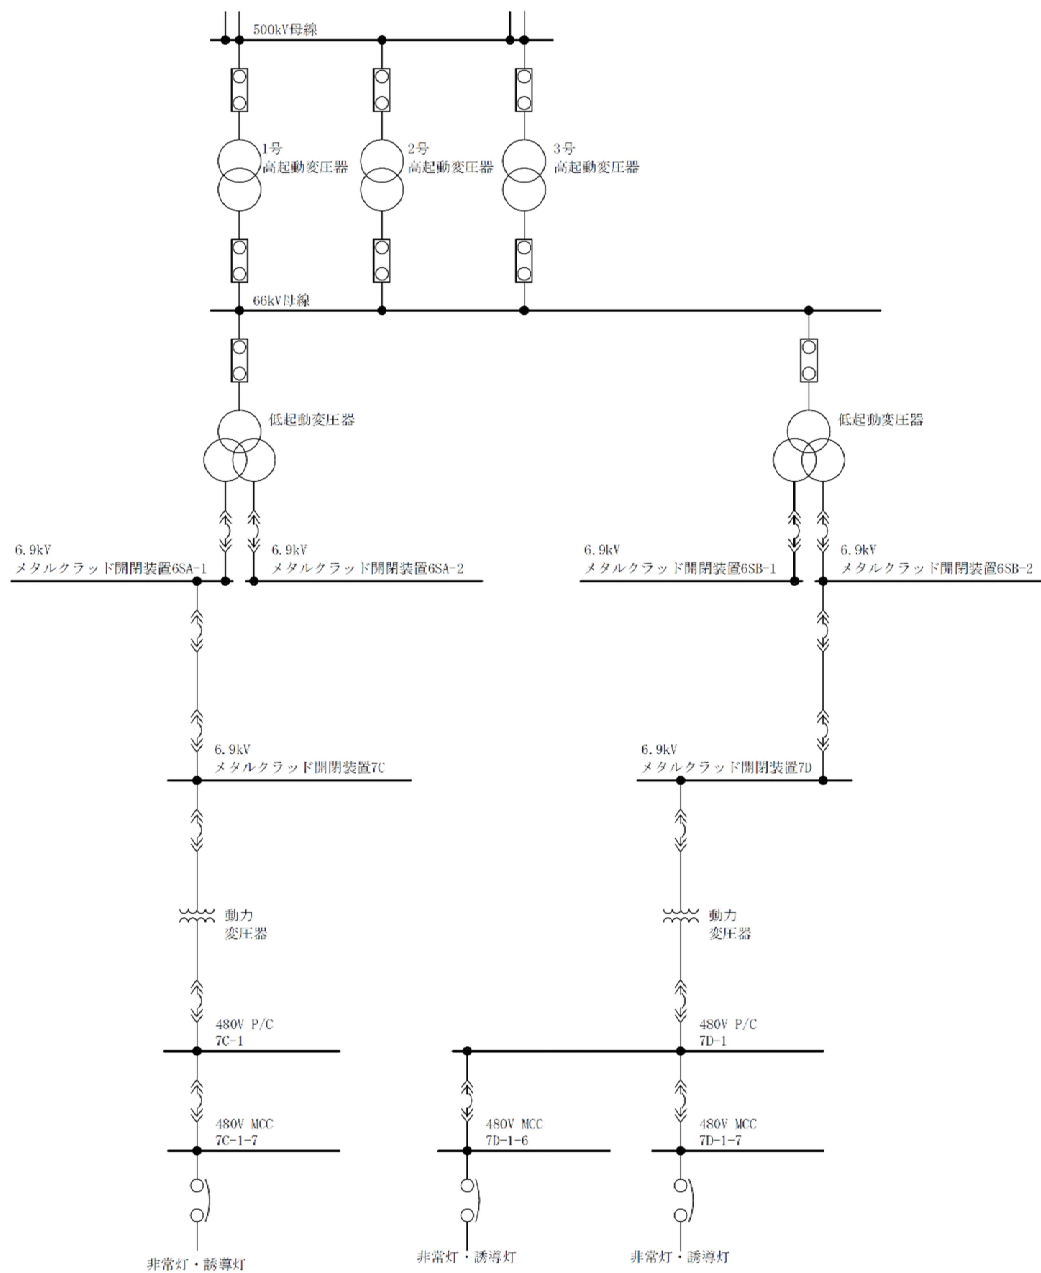 500kV母線
1号
高起動変圧器
2号
高起動変圧器
3号
高起動変圧器
66kV母線
低起動変圧器
低起動変圧器
6.9kV
メタルクラッド開閉装置6SA-1
6.9kV
メタルクラッド開閉装置6SA-2
6.9kV
メタルクラッド開閉装置6SB-1
6.9kV
メタルクラッド開閉装置6SB-2
6.9kV
メタルクラッド開閉装置7C
6.9kV
メタルクラッド開閉装置7D
動力
変圧器
動力
変圧器
480V P/C
7C-1
480V P/C
7D-1
480V MCC
7C-1-7
480V MCC
7D-1-6
480V MCC
7D-1-7
非常灯・誘導灯
非常灯・誘導灯
非常灯・誘導灯